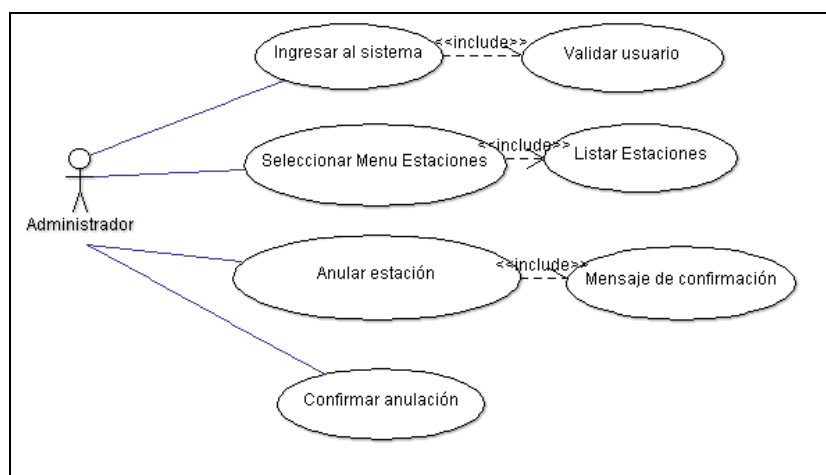 Ingresar al sistema
<<include>>
Validar usuario
Seleccionar Menu Estaciones
<<include>>
Listar Estaciones
Administrador
Anular estación
<<include>>
Mensaje de confirmación
Confirmar anulación